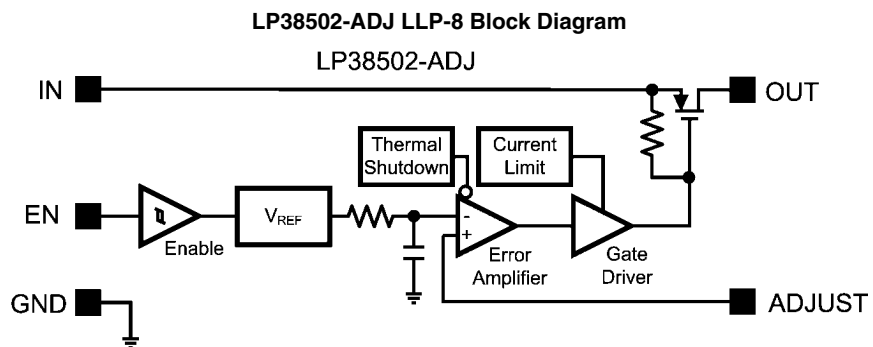 LP38502-ADJ LLP-8 Block Diagram
LP38502-ADJ
IN
OUT
Thermal
Shutdown
Current
Limit
EN
Enable
VREF
-
+
Error
Amplifier
Gate
Driver
GND
ADJUST